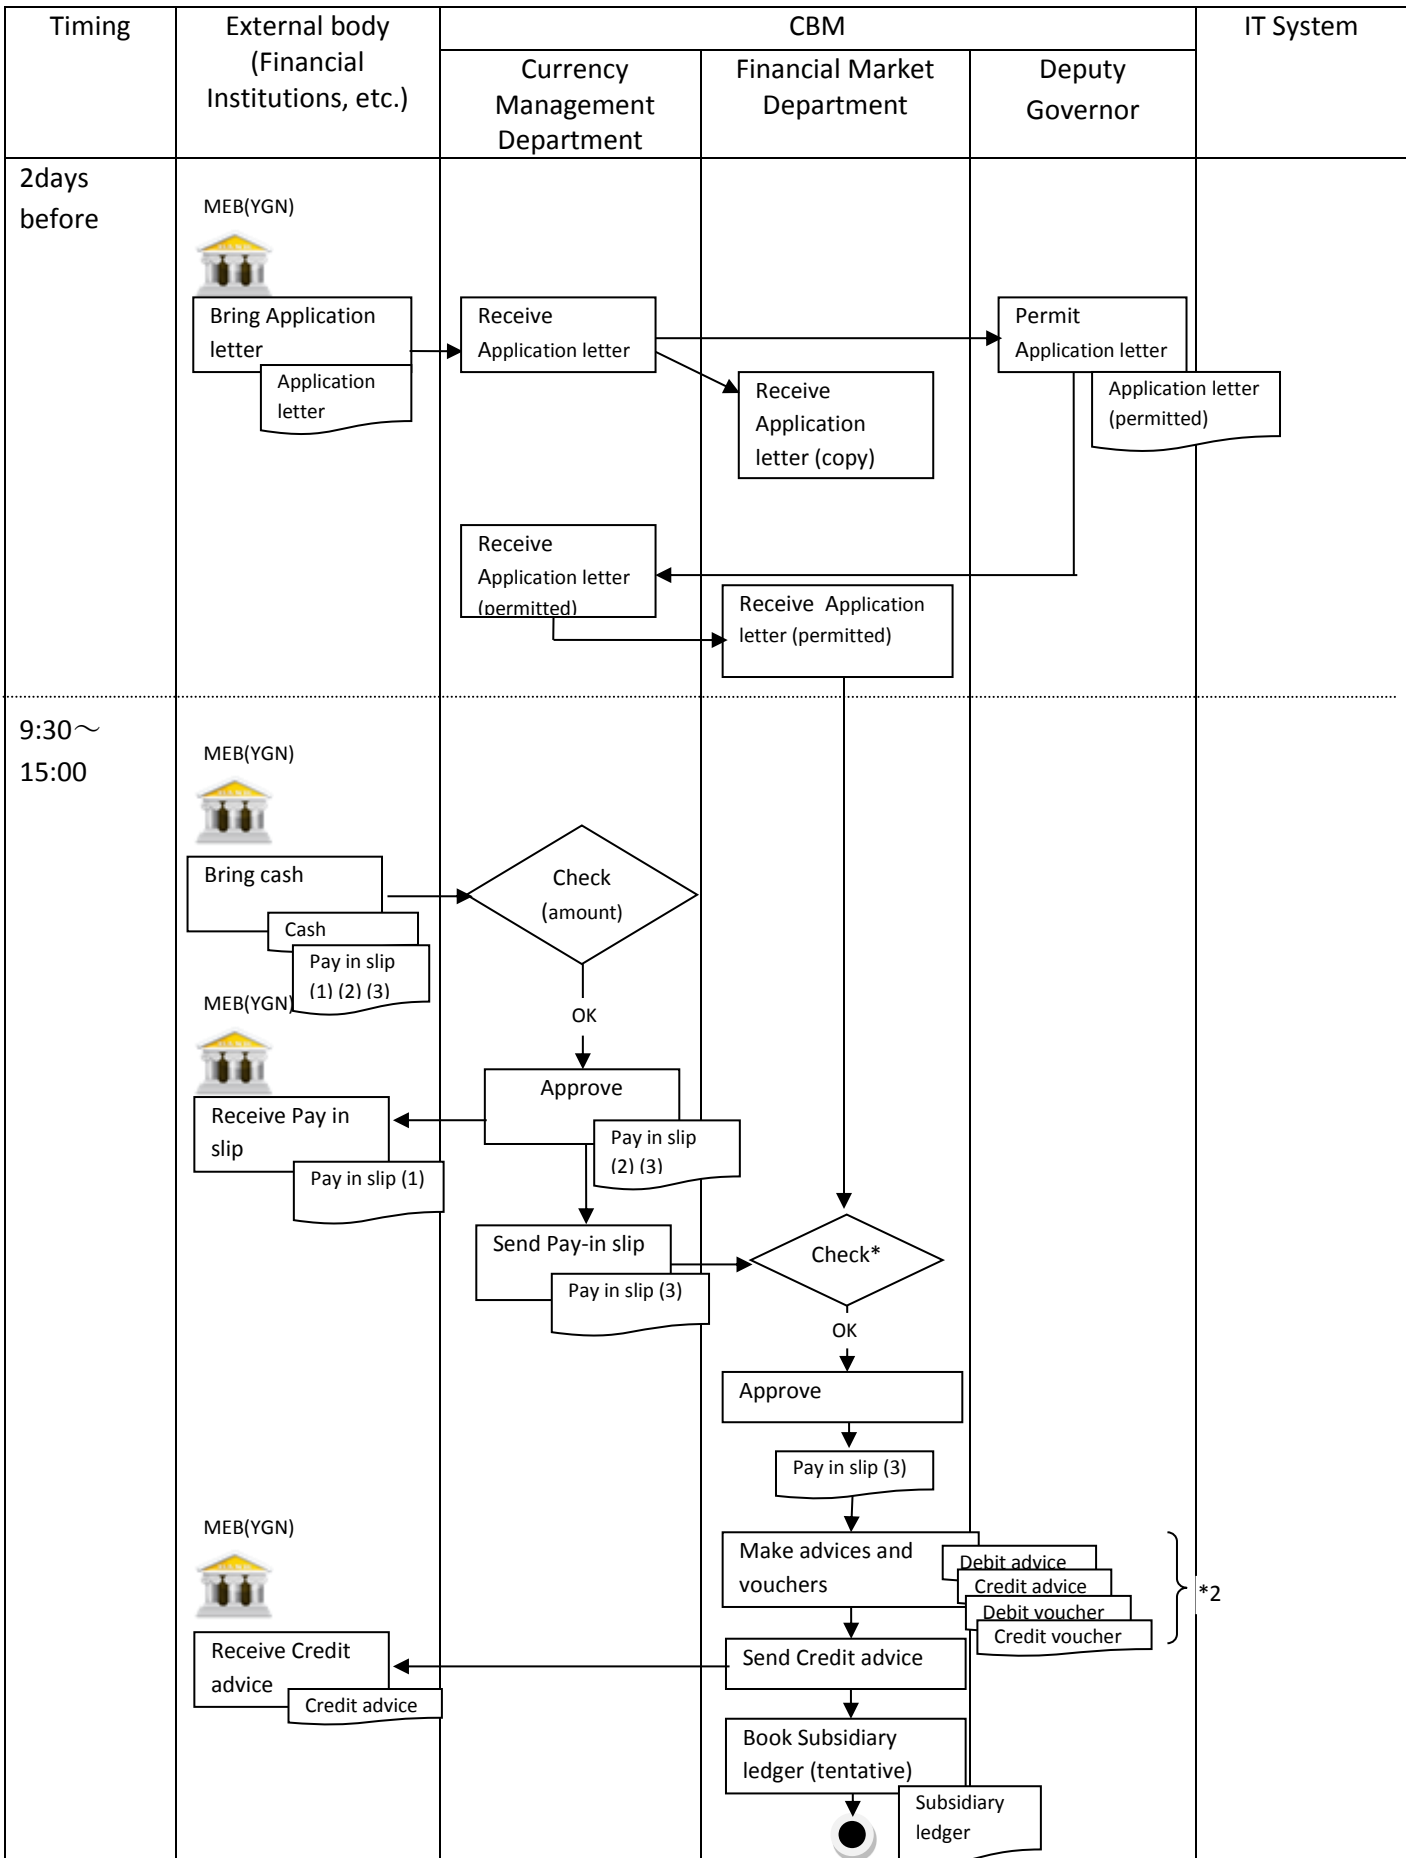 Timing
External body
(Financial
Institutions, etc.)
CBM
IT System
Currency
Management
Department
Financial Market
Department
Deputy
Governor
2days
before
MEB(YGN)
Bring Application
letter
Application
letter
Receive
Application letter
Receive
Application
letter (copy)
Permit
Application letter
Application letter
(permitted)
Receive
Application letter
(permitted)
Receive Application
letter (permitted)
9:30～
15:00
MEB(YGN)
Bring cash
Cash
Pay in slip
(1) (2) (3)
Check
(amount)
OK
MEB(YGN)
Receive Pay in
slip
Pay in slip (1)
Approve
Pay in slip
(2) (3)
Send Pay-in slip
Pay in slip (3)
Check*
OK
Approve
Pay in slip (3)
Make advices and
vouchers
Debit advice
Credit advice
Debit voucher
Credit voucher
*2
MEB(YGN)
Receive Credit
advice
Credit advice
Send Credit advice
Book Subsidiary
ledger (tentative)
Subsidiary
ledger